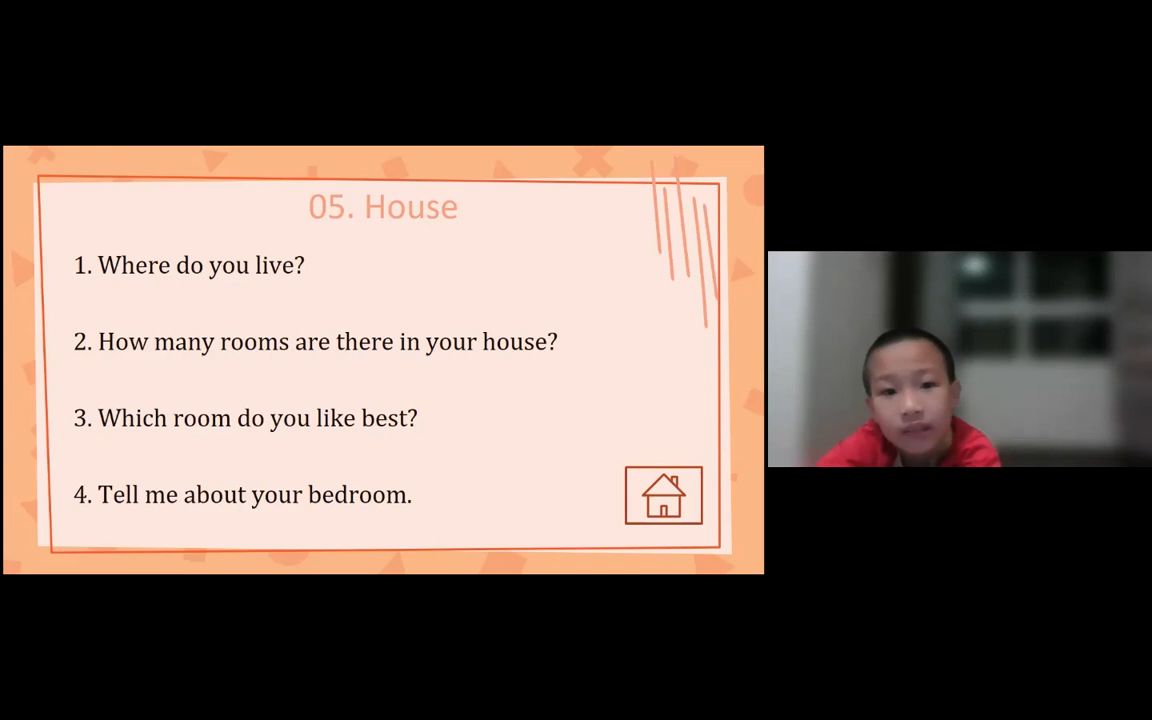 05. House
1. Where do you live?
2. How many rooms are there in your house?
3. Which room do you like best?
4. Tell me about your bedroom.